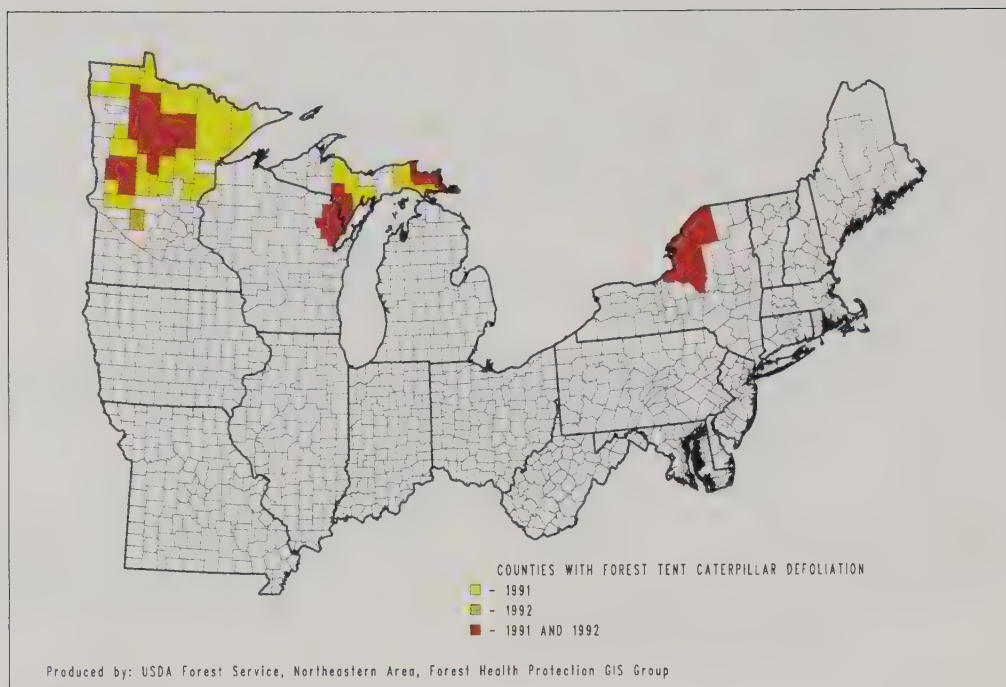 COUNTIES WITH FOREST TENT CATERPILLAR DEFOLIATION
- 1991
- 1992
- 1991 AND 1992
Produced by: USDA Forest Service, Northeastern Area, Forest Health Protection GIS Group